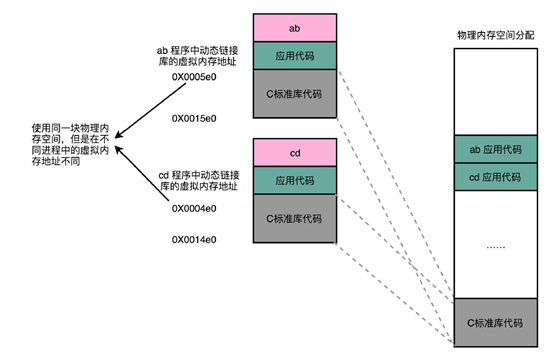 ab 程序中动态链接
库的虚拟内存地址
0X0005e0
0X0015e0
使用同一块物理内
存空间，但是在不
同进程中的虚拟内
存地址不同
cd 程序中动态链接
库的虚拟内存地址
0X0004e0
0X0014e0
ab
应用代码
C标准库代码
cd
应用代码
C标准库代码
物理内存空间分配
ab 应用代码
cd 应用代码
......
C标准库代码